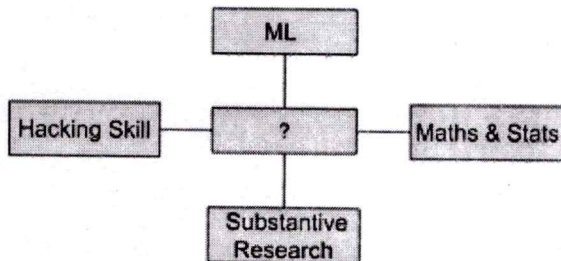 ML
Hacking Skill
?
Maths & Stats
Substantive
Research